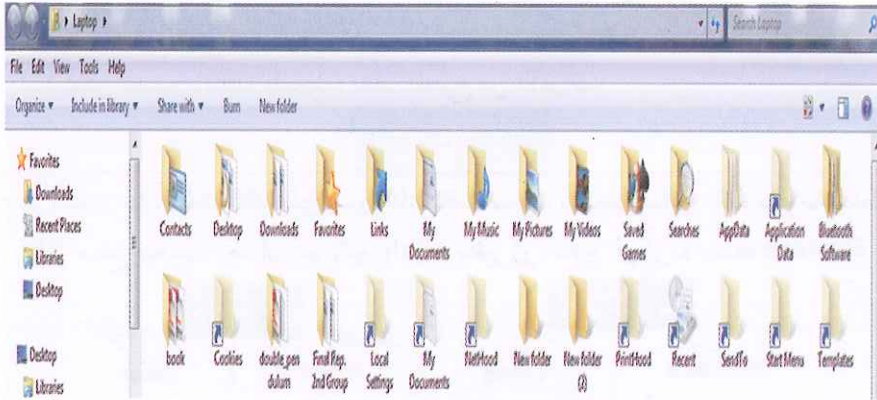 Laptop
Search Laptop
File Edit View Tools Help
Organize Include in library Share with Burn New folder
Favorites
Downloads
Recent Places
Libraries
Desktop
Desktop
Libraries
Contacts Desktop Downloads Favorites Links My Documents My Music My Pictures My Videos Saved Games Searches AppData Application Data Bluetooth Software
book Cookies double_pen dulum Final Rep. 2nd Group Local Settings My Documents NetHood New folder New folder (2) PrintHood Recent SendTo Start Menu Templates